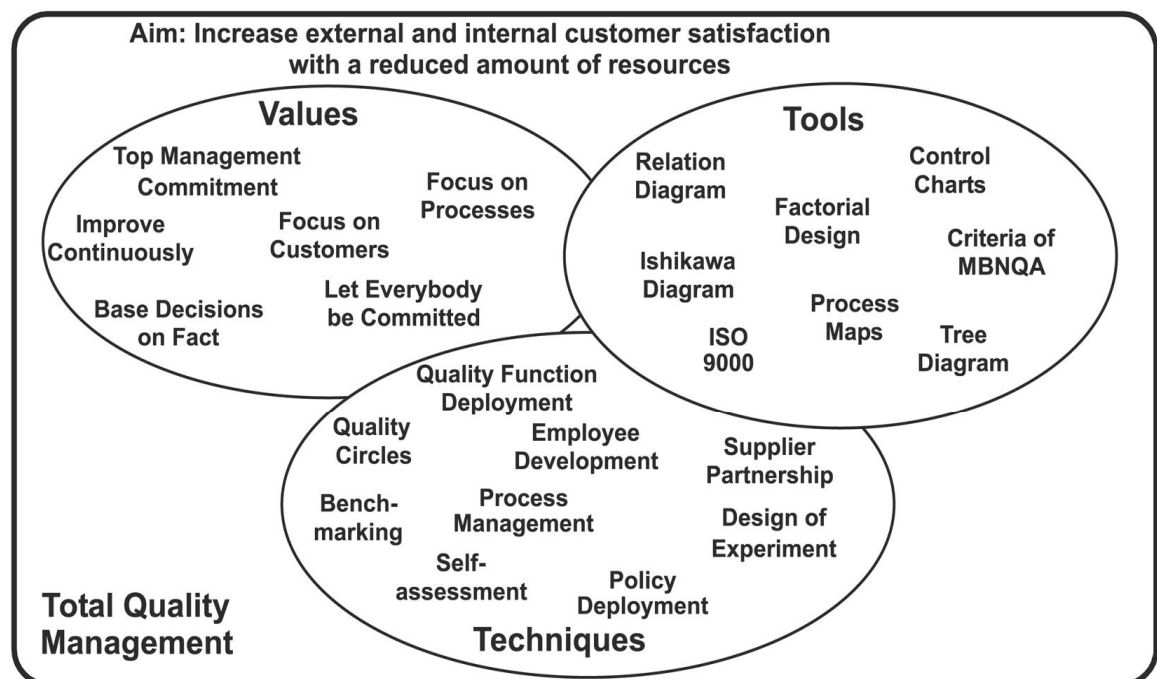 Aim: Increase external and internal customer satisfaction
with a reduced amount of resources
Values
Top Management
Commitment
Focus on
Processes
Improve
Continuously
Focus on
Customers
Let Everybody
be Committed
Base Decisions
on Fact
Tools
Relation
Diagram
Control
Charts
Factorial
Design
Criteria of
MBNQA
Ishikawa
Diagram
Process
Maps
ISO
9000
Tree
Diagram
Quality Function
Deployment
Quality
Circles
Employee
Development
Supplier
Partnership
Bench-
marking
Process
Management
Design of
Experiment
Self-
assessment
Policy
Deployment
Techniques
Total Quality
Management